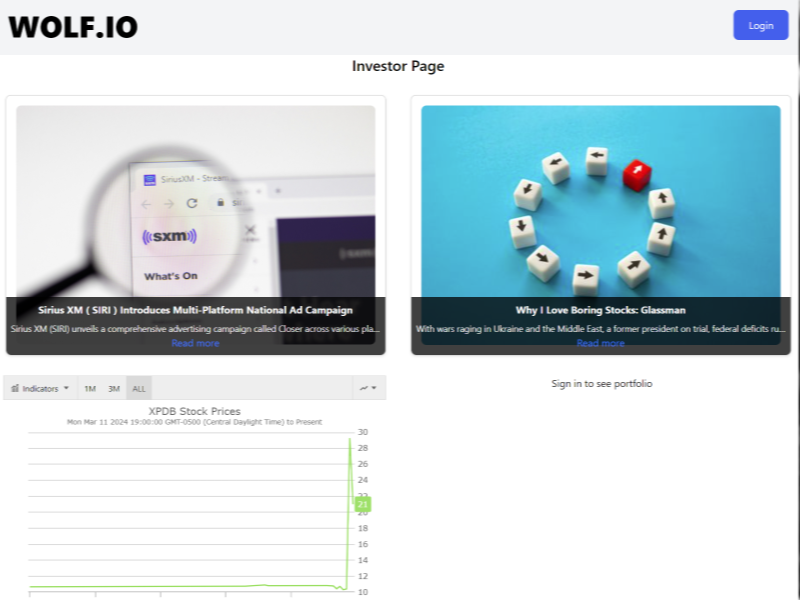 WOLF.IO
Login
Investor Page
SiriusXM - Strea
sxm
What's On
Sirius XM ( SIRI ) Introduces Multi-Platform National Ad Campaign
Sirius XM (SIRI) unveils a comprehensive advertising campaign called Closer across various pla...
Read more
Why I Love Boring Stocks: Glassman
With wars raging in Ukraine and the Middle East, a former president on trial, federal deficits ru...
Read more
Indicators 1M 3M ALL
Sign in to see portfolio
XPDB Stock Prices
Mon Mar 11 2024 19:00:00 GMT-0500 (Central Daylight Time) to Present
30
28
26
24
22
21
20
18
16
14
12
10